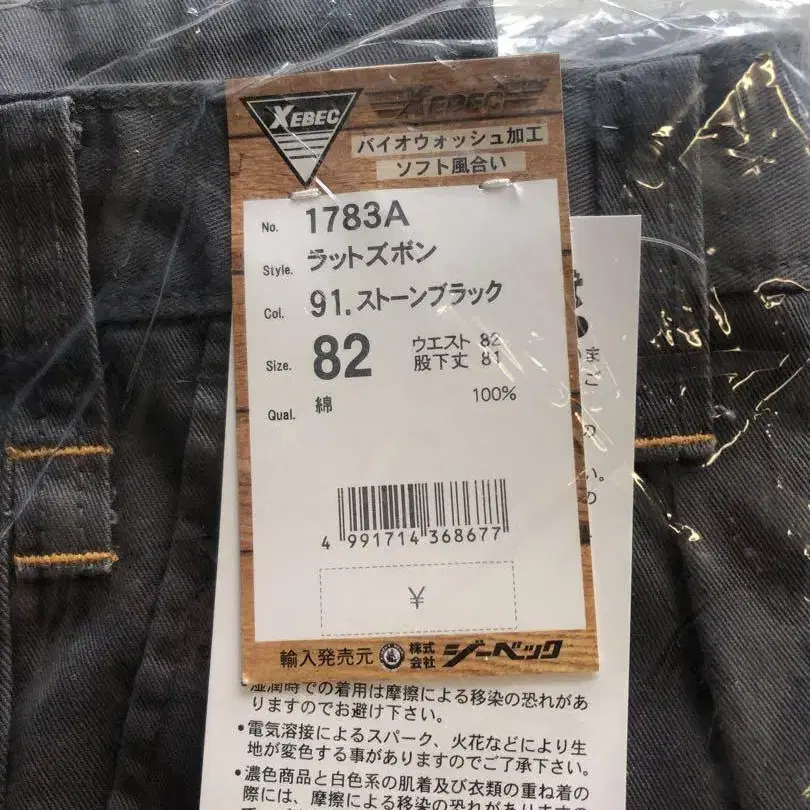 XEBEC
XEBEC
バイオウォッシュ加工
ソフト風合い
No. 1783A
Style. ラットズボン
Col. 91.ストーンブラック
Size. 82 ウエスト 82
股下丈 81
Qual. 綿 100%
4 991714 368677
¥
輸入発売元 株式会社 ジーベック
湿潤時での着用は摩擦による移染の恐れがあ
りますのでお避け下さい。
•電気溶接によるスパーク、火花などにより生
地が変色する事がありますのでご了承下さい。
•濃色商品と白色系の肌着及び衣類の重ね着の
際には、摩擦による移染の恐れがありますの